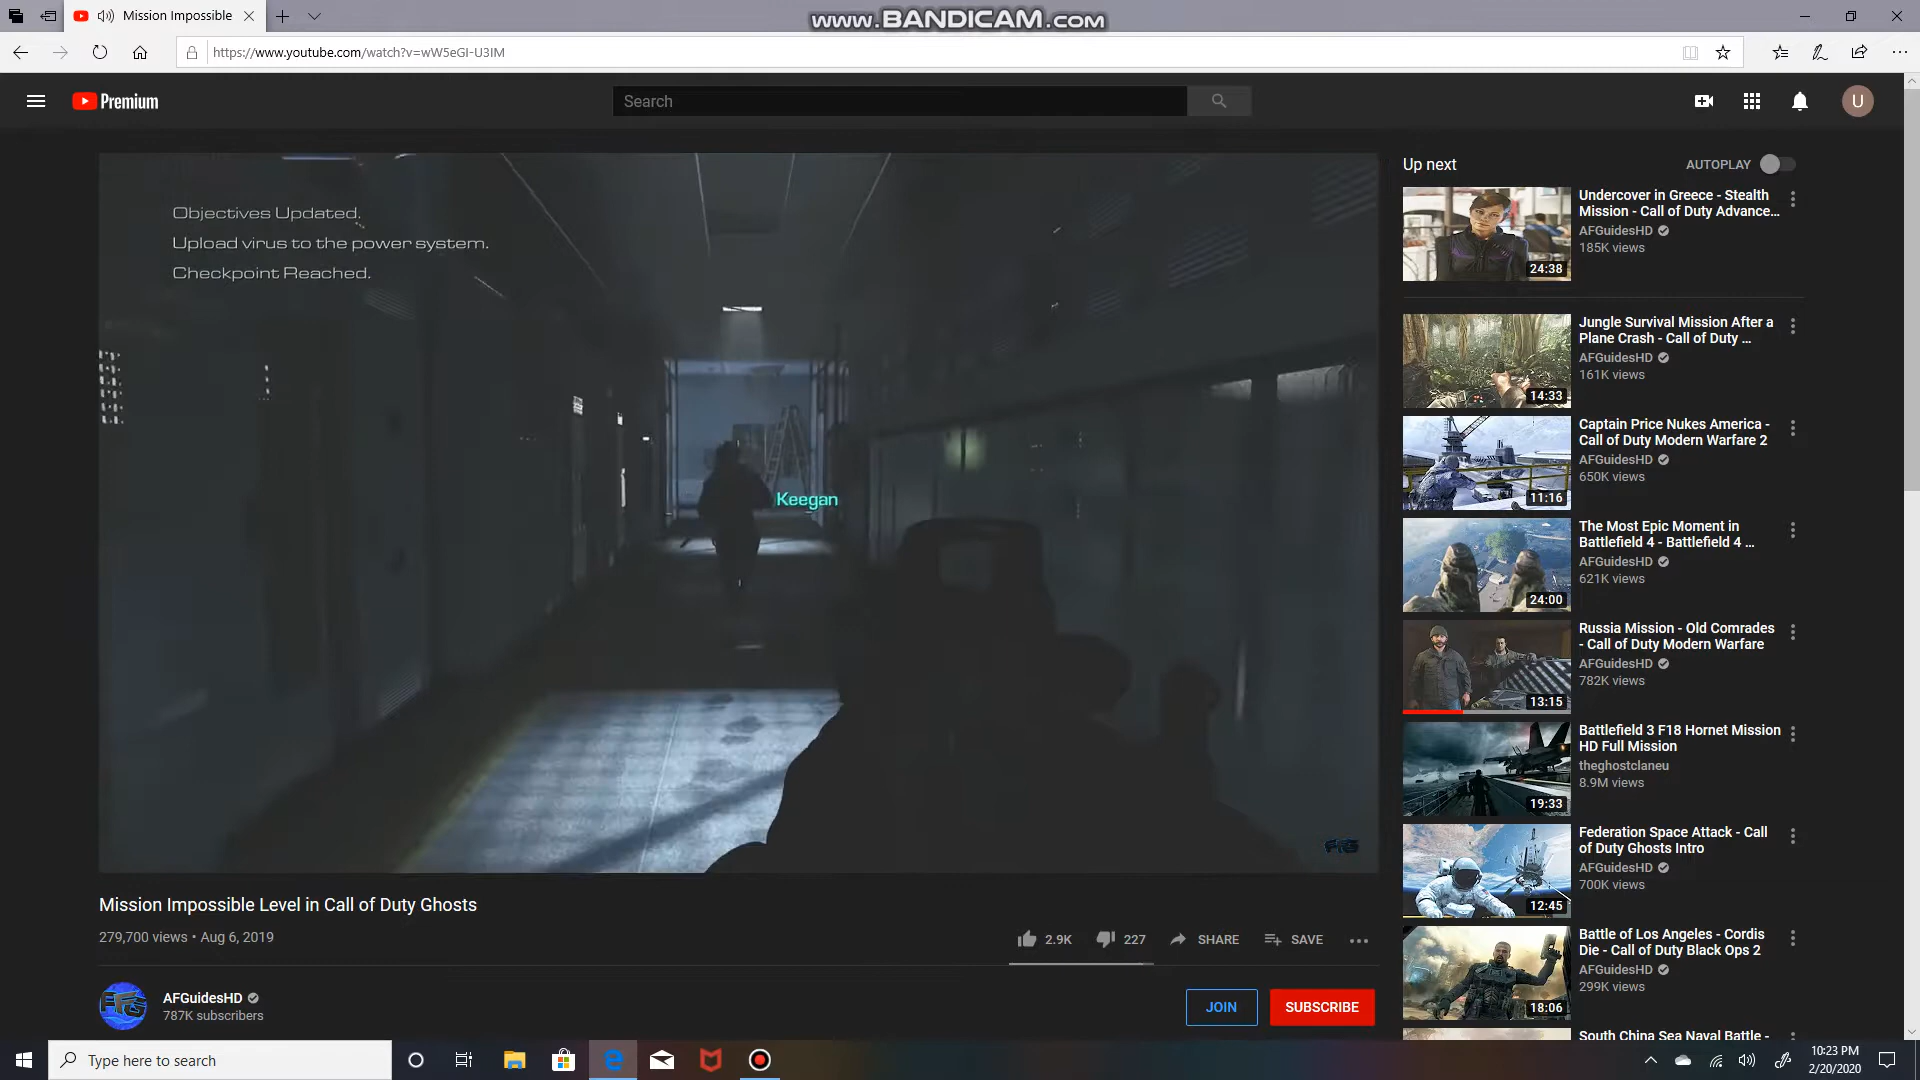 Mission Impossible
www.BANDICAM.com
https://www.youtube.com/watch?v=wW5eGI-U3IM
Premium
Search
U
Objectives Updated.
Upload virus to the power system.
Checkpoint Reached.
Keegan
FTG
Mission Impossible Level in Call of Duty Ghosts
279,700 views • Aug 6, 2019
2.9K
227
SHARE
SAVE
AFGuidesHD
787K subscribers
JOIN
SUBSCRIBE
Up next
AUTOPLAY
Undercover in Greece - Stealth
Mission - Call of Duty Advance...
AFGuidesHD
185K views
24:38
Jungle Survival Mission After a
Plane Crash - Call of Duty ...
AFGuidesHD
161K views
14:33
Captain Price Nukes America -
Call of Duty Modern Warfare 2
AFGuidesHD
650K views
11:16
The Most Epic Moment in
Battlefield 4 - Battlefield 4 ...
AFGuidesHD
621K views
24:00
Russia Mission - Old Comrades
- Call of Duty Modern Warfare
AFGuidesHD
782K views
13:15
Battlefield 3 F18 Hornet Mission
HD Full Mission
theghostclaneu
8.9M views
19:33
Federation Space Attack - Call
of Duty Ghosts Intro
AFGuidesHD
700K views
12:45
Battle of Los Angeles - Cordis
Die - Call of Duty Black Ops 2
AFGuidesHD
299K views
18:06
South China Sea Naval Battle -
Type here to search
10:23 PM
2/20/2020